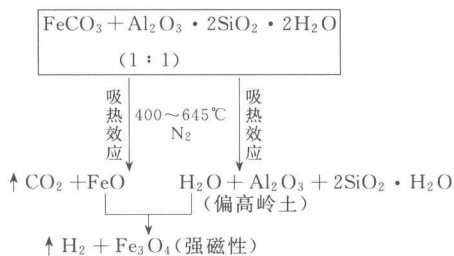 FeCO₃+Al₂O₃·2SiO₂·2H₂O
(1:1)
吸热效应
400～645℃
N₂
吸热效应
↑CO₂+FeO H₂O+Al₂O₃+2SiO₂·H₂O
(偏高岭土)
↑H₂+Fe₃O₄(强磁性)